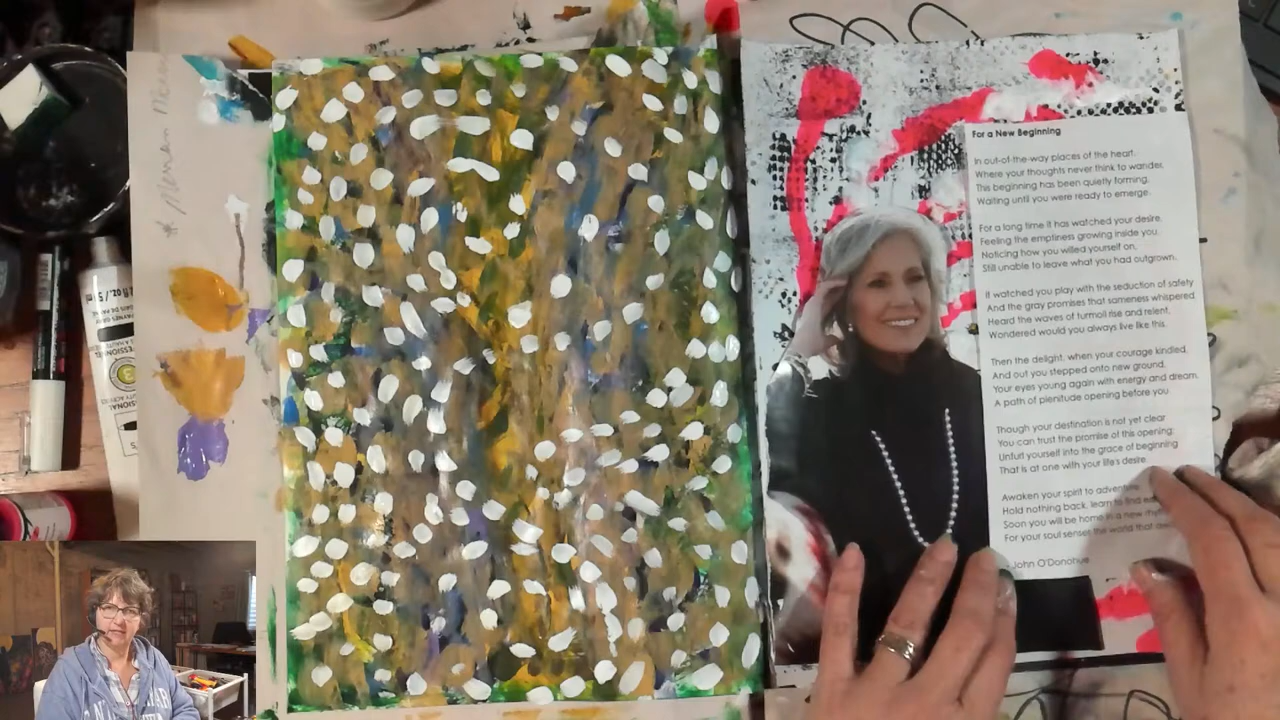 For a New Beginning
In out-of-the-way places of the heart,
Where your thoughts never think to wander,
This beginning has been quietly forming,
Waiting until you were ready to emerge.
For a long time it has watched your desire,
Feeling the emptiness growing inside you,
Noticing how you willed yourself on,
Still unable to leave what you had outgrown.
It watched you play with the seduction of safety
And the gray promises that sameness whispered,
Heard the waves of turmoil rise and relent,
Wondered would you always live like this.
Then the delight, when your courage kindled,
And out you stepped onto new ground,
Your eyes young again with energy and dream,
A path of plenitude opening before you.
Though your destination is not yet clear
You can trust the promise of this opening;
Unfurl yourself into the grace of beginning
That is at one with your life's desire.
Awaken your spirit to adventure
Hold nothing back, learn to find
Soon you will be home in a new
For your soul senses the world that
John O'Donohue